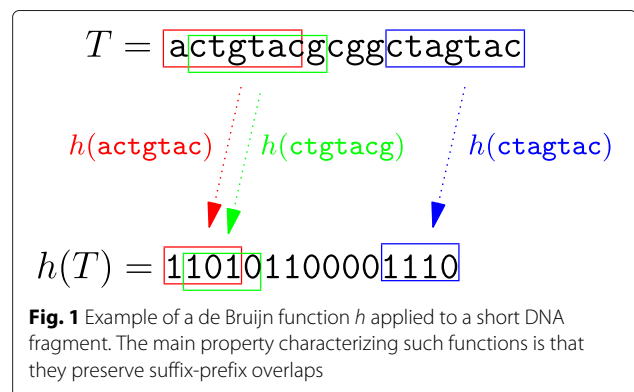 T = actgtacgcggctagtac
h(actgtac) h(ctgtacg) h(ctagtac)
h(T) = 110101100001110
Fig. 1 Example of a de Bruijn function h applied to a short DNA
fragment. The main property characterizing such functions is that
they preserve suffix-prefix overlaps